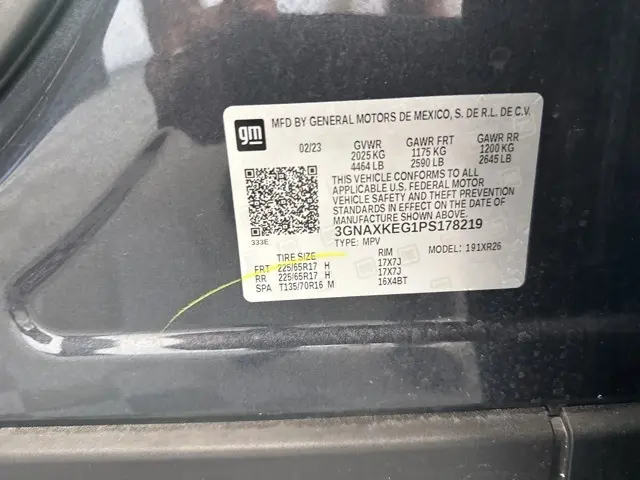 gm
MFD BY GENERAL MOTORS DE MEXICO, S. DE R.L. DE C.V.
02/23 GVWR GAWR FRT GAWR RR
2025 KG 1175 KG 1200 KG
4464 LB 2590 LB 2645 LB
THIS VEHICLE CONFORMS TO ALL
APPLICABLE U.S. FEDERAL MOTOR
VEHICLE SAFETY AND THEFT PREVENTION
STANDARDS IN EFFECT ON THE DATE OF
MANUFACTURE SHOWN ABOVE.
3GNAXKEG1PS178219
333E
TYPE: MPV MODEL: 191XR26
TIRE SIZE RIM
FRT 225/65R17 H 17X7J
RR 225/65R17 H 17X7J
SPA T135/70R16 M 16X4BT